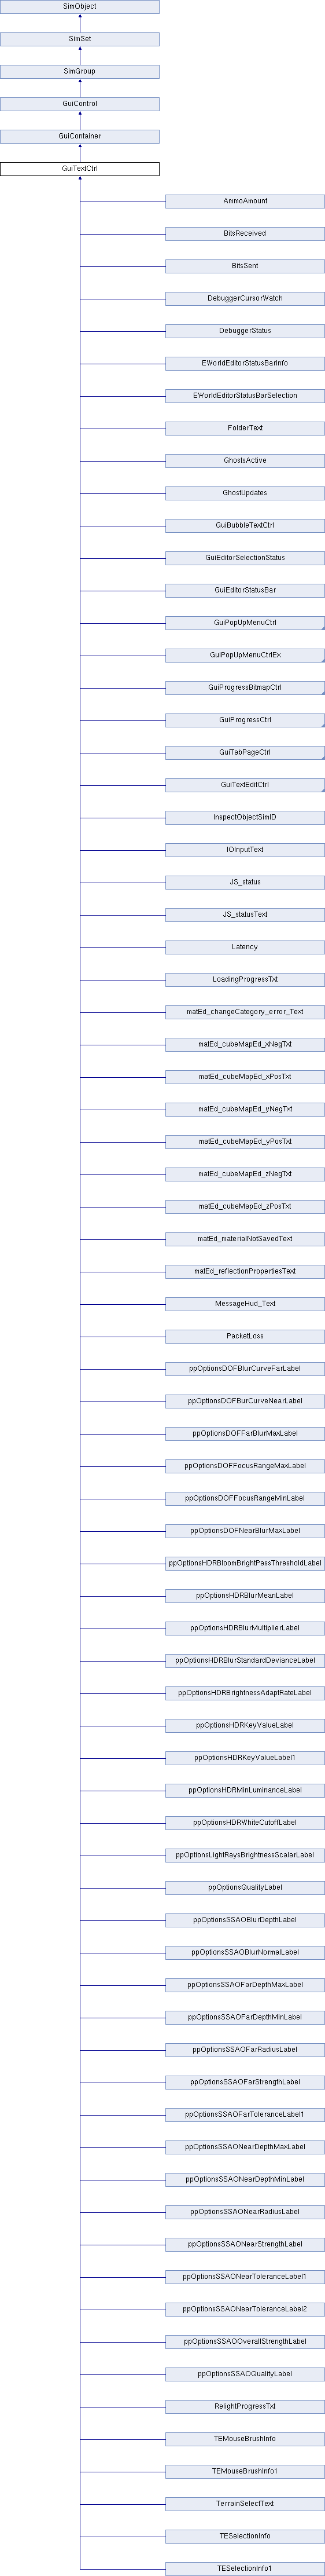 SimObject
SimSet
SimGroup
GuiControl
GuiContainer
GuiTextCtrl
AmmoAmount
BitsReceived
BitsSent
DebuggerCursorWatch
DebuggerStatus
EWorldEditorStatusBarInfo
EWorldEditorStatusBarSelection
FolderText
GhostsActive
GhostUpdates
GuiBubbleTextCtrl
GuiEditorSelectionStatus
GuiEditorStatusBar
GuiPopUpMenuCtrl
GuiPopUpMenuCtrlEx
GuiProgressBitmapCtrl
GuiProgressCtrl
GuiTabPageCtrl
GuiTextEditCtrl
InspectObjectSimID
IOInputText
JS_status
JS_statusText
Latency
LoadingProgressTxt
matEd_changeCategory_error_Text
matEd_cubeMapEd_xNegTxt
matEd_cubeMapEd_xPosTxt
matEd_cubeMapEd_yNegTxt
matEd_cubeMapEd_yPosTxt
matEd_cubeMapEd_zNegTxt
matEd_cubeMapEd_zPosTxt
matEd_materialNotSavedText
matEd_reflectionPropertiesText
MessageHud_Text
PacketLoss
ppOptionsDOFBlurCurveFarLabel
ppOptionsDOFBurCurveNearLabel
ppOptionsDOFFarBlurMaxLabel
ppOptionsDOFFocusRangeMaxLabel
ppOptionsDOFFocusRangeMinLabel
ppOptionsDOFNearBlurMaxLabel
ppOptionsHDRBloomBrightPassThresholdLabel
ppOptionsHDRBlurMeanLabel
ppOptionsHDRBlurMultiplierLabel
ppOptionsHDRBlurStandardDevianceLabel
ppOptionsHDRBrightnessAdaptRateLabel
ppOptionsHDRKeyValueLabel
ppOptionsHDRKeyValueLabel1
ppOptionsHDRMinLuminanceLabel
ppOptionsHDRWhiteCutoffLabel
ppOptionsLightRaysBrightnessScalarLabel
ppOptionsQualityLabel
ppOptionsSSAOBlurDepthLabel
ppOptionsSSAOBlurNormalLabel
ppOptionsSSAOFarDepthMaxLabel
ppOptionsSSAOFarDepthMinLabel
ppOptionsSSAOFarRadiusLabel
ppOptionsSSAOFarStrengthLabel
ppOptionsSSAOFarToleranceLabel1
ppOptionsSSAONearDepthMaxLabel
ppOptionsSSAONearDepthMinLabel
ppOptionsSSAONearRadiusLabel
ppOptionsSSAONearStrengthLabel
ppOptionsSSAONearToleranceLabel1
ppOptionsSSAONearToleranceLabel2
ppOptionsSSAOOverallStrengthLabel
ppOptionsSSAOQualityLabel
RelightProgressTxt
TEMouseBrushInfo
TEMouseBrushInfo1
TerrainSelectText
TESelectionInfo
TESelectionInfo1